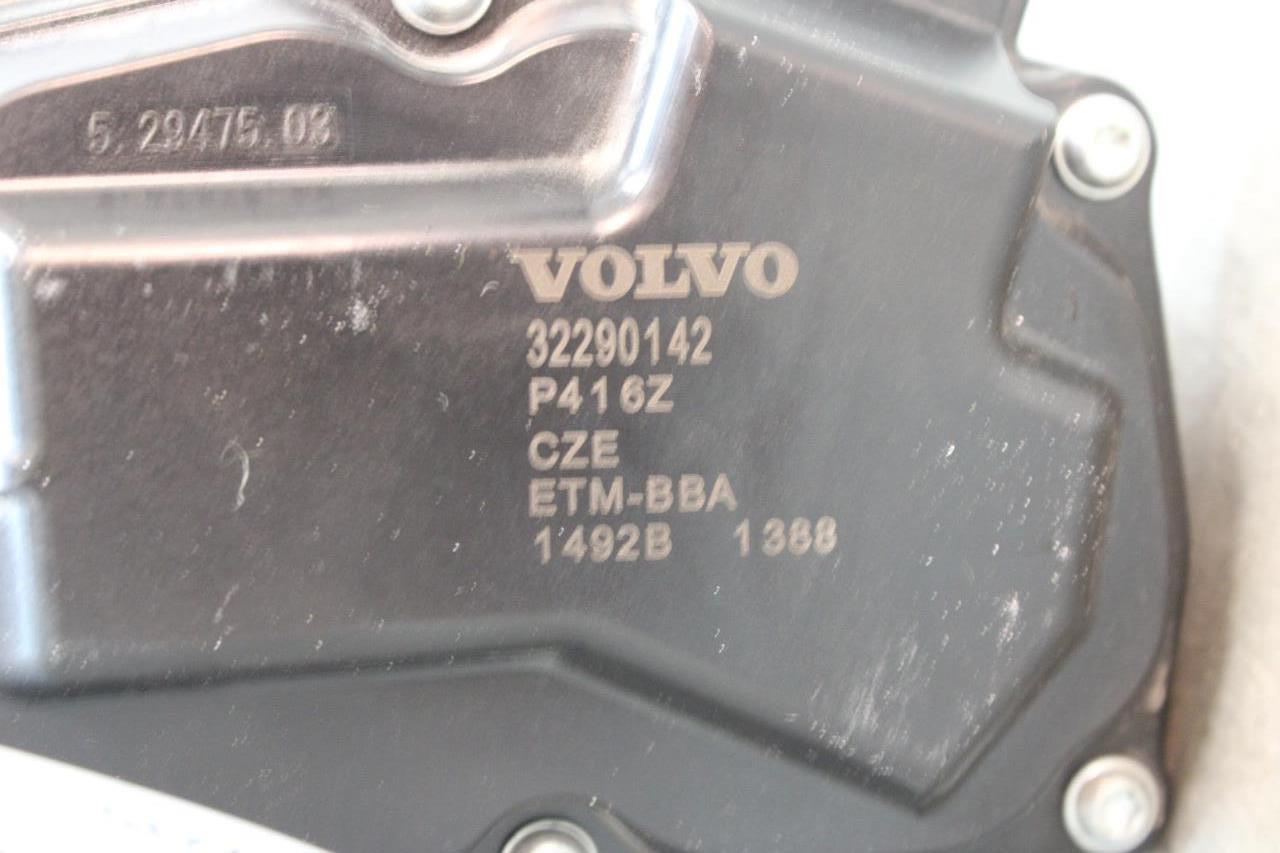 5.29475.03
VOLVO
32290142
P416Z
CZE
ETM-BBA
1492B 1388